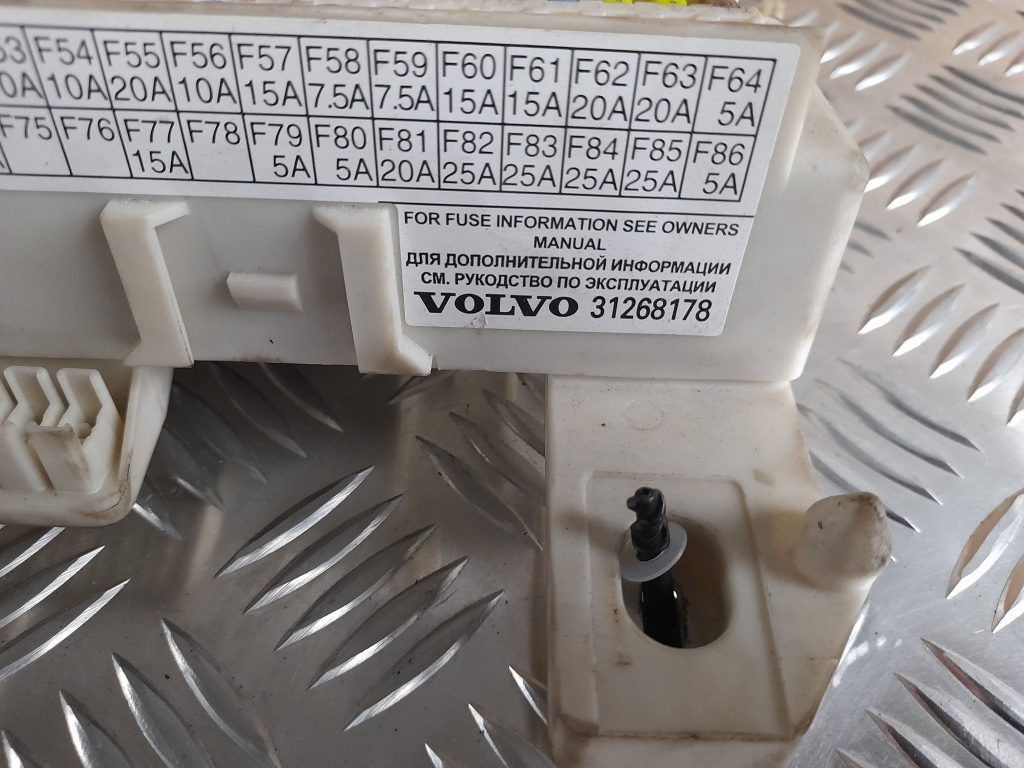 F54 F55 F56 F57 F58 F59 F60 F61 F62 F63 F64
10A 20A 10A 15A 7.5A 7.5A 15A 15A 20A 20A 5A
F75 F76 F77 F78 F79 F80 F81 F82 F83 F84 F85 F86
15A 5A 5A 20A 25A 25A 25A 25A 5A
FOR FUSE INFORMATION SEE OWNERS
MANUAL
ДЛЯ ДОПОЛНИТЕЛЬНОЙ ИНФОРМАЦИИ
СМ. РУКОДСТВО ПО ЭКСПЛУАТАЦИИ
VOLVO 31268178